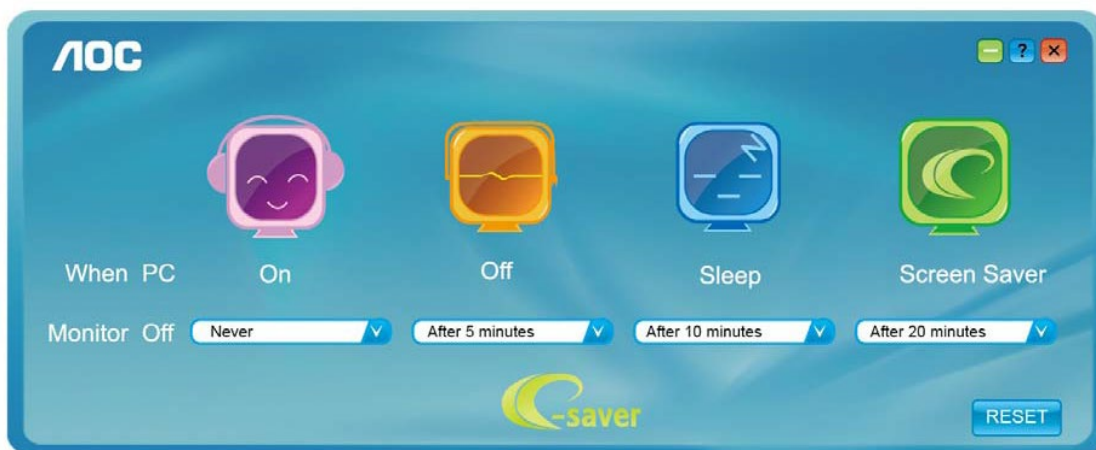 AOC
?
When PC On Off Sleep Screen Saver
Monitor Off Never After 5 minutes After 10 minutes After 20 minutes
e-saver
RESET